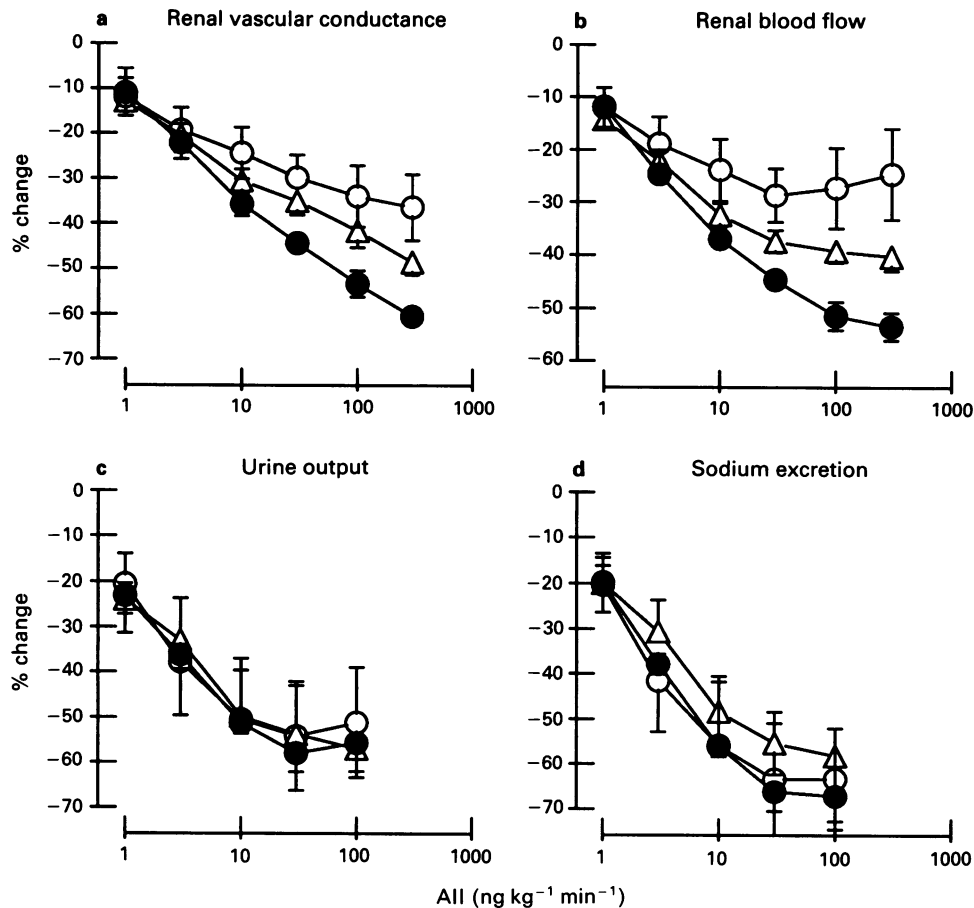 a Renal vascular conductance
0
−10
−20
−30
−40
−50
−60
−70
% change
1 10 100 1000
b Renal blood flow
0
−10
−20
−30
−40
−50
−60
1 10 100 1000
c Urine output
0
−10
−20
−30
−40
−50
−60
−70
% change
1 10 100 1000
d Sodium excretion
0
−10
−20
−30
−40
−50
−60
−70
1 10 100 1000
AII (ng kg⁻¹ min⁻¹)